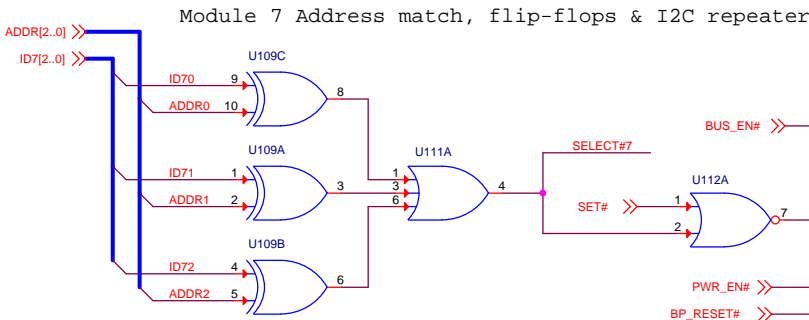 Module 7 Address match, flip-flops & I2C repeater
ADDR[2..0]
ID7[2..0]
U109C
ID70
9
ADDR0
10
8
U109A
ID71
1
ADDR1
2
3
U109B
ID72
4
ADDR2
5
6
U111A
1
3
6
4
SELECT#7
BUS_EN#
U112A
SET#
1
2
7
PWR_EN#
BP_RESET#